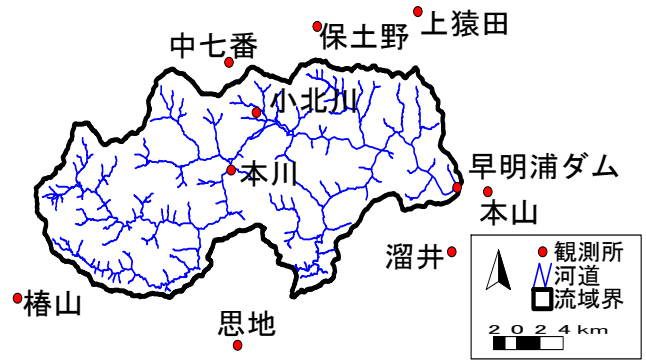 上猿田
保土野
中七番
小北川
本川
早明浦ダム
本山
溜井
椿山
思地
観測所
河道
流域界
2 0 2 4 km